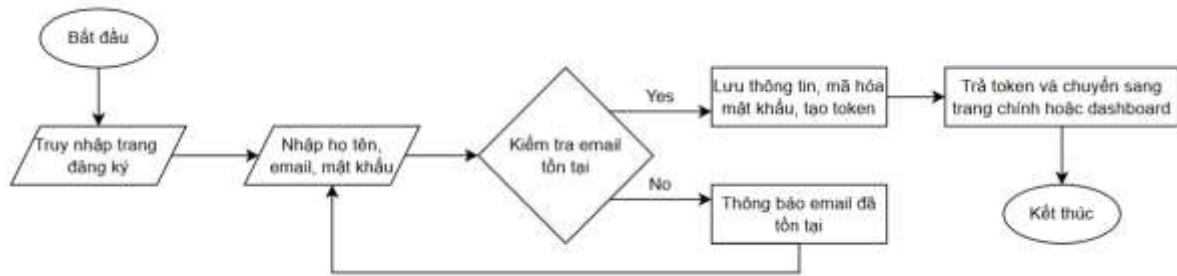 Bắt đầu
Truy nhập trang
đăng ký
Nhập họ tên,
email, mật khẩu
Kiểm tra email
tồn tại
Yes
Lưu thông tin, mã hóa
mật khẩu, tạo token
Trả token và chuyển sang
trang chính hoặc dashboard
No
Thông báo email đã
tồn tại
Kết thúc